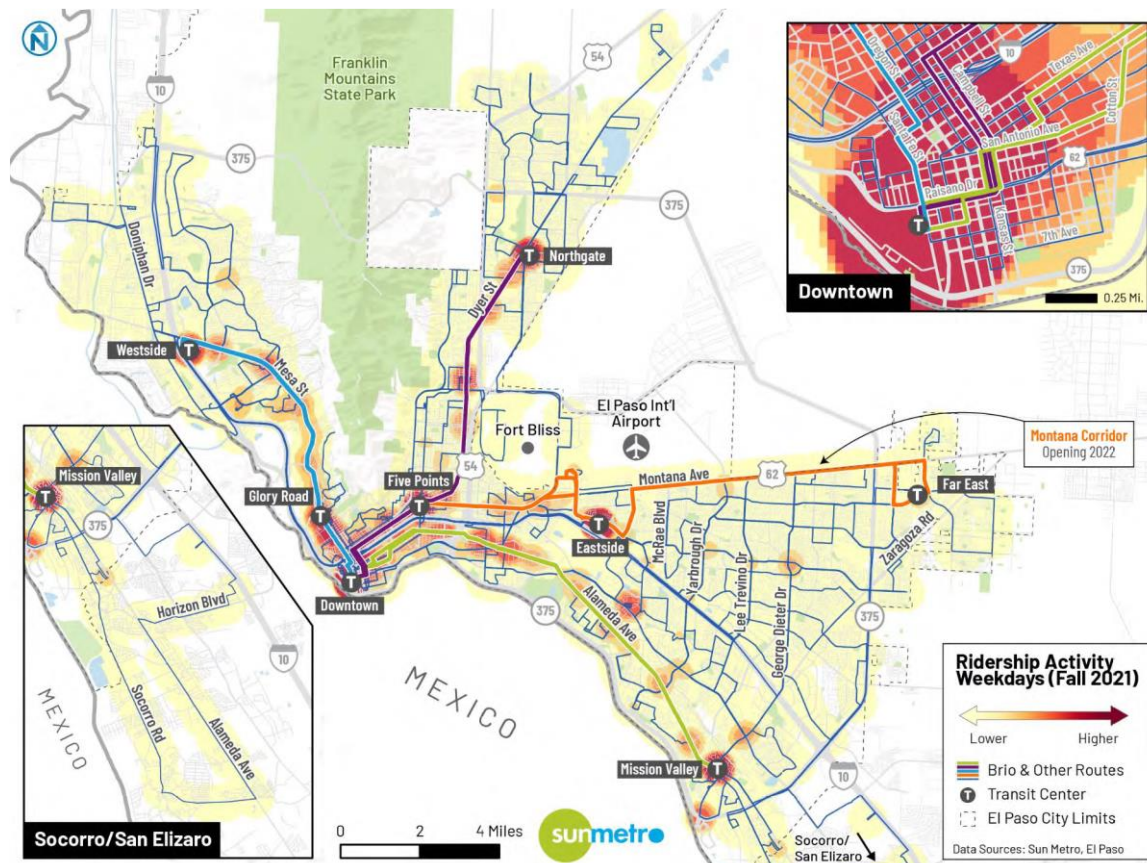 N
Franklin
Mountains
State Park
10
54
375
375
Doniphan Dr
Northgate
Dyer St
Westside
Mesa St
El Paso Int'l
Airport
Fort Bliss
Montana Corridor
Opening 2022
54
Five Points
Montana Ave
62
T
Far East
Glory Road
Eastside
McRae Blvd
Yarbrough Dr
Lee Trevino Dr
George Dieter Dr
Zaragoza Rd
Downtown
375
Alameda Ave
375
MEXICO
Mission Valley
10
Socorro/
San Elizario
0 2 4 Miles
sunmetro
Oregon St
Santa Fe St
Campbell St
10
Texas Ave
Cotton St
San Antonio Ave
62
Paisano Dr
Kansas St
7th Ave
375
T
Downtown
0.25 Mi.
Mission Valley
T
375
Horizon Blvd
10
MEXICO
Socorro Rd
Alameda Ave
Socorro/San Elizaro
Ridership Activity
Weekdays (Fall 2021)
Lower Higher
Brio & Other Routes
T Transit Center
El Paso City Limits
Data Sources: Sun Metro, El Paso